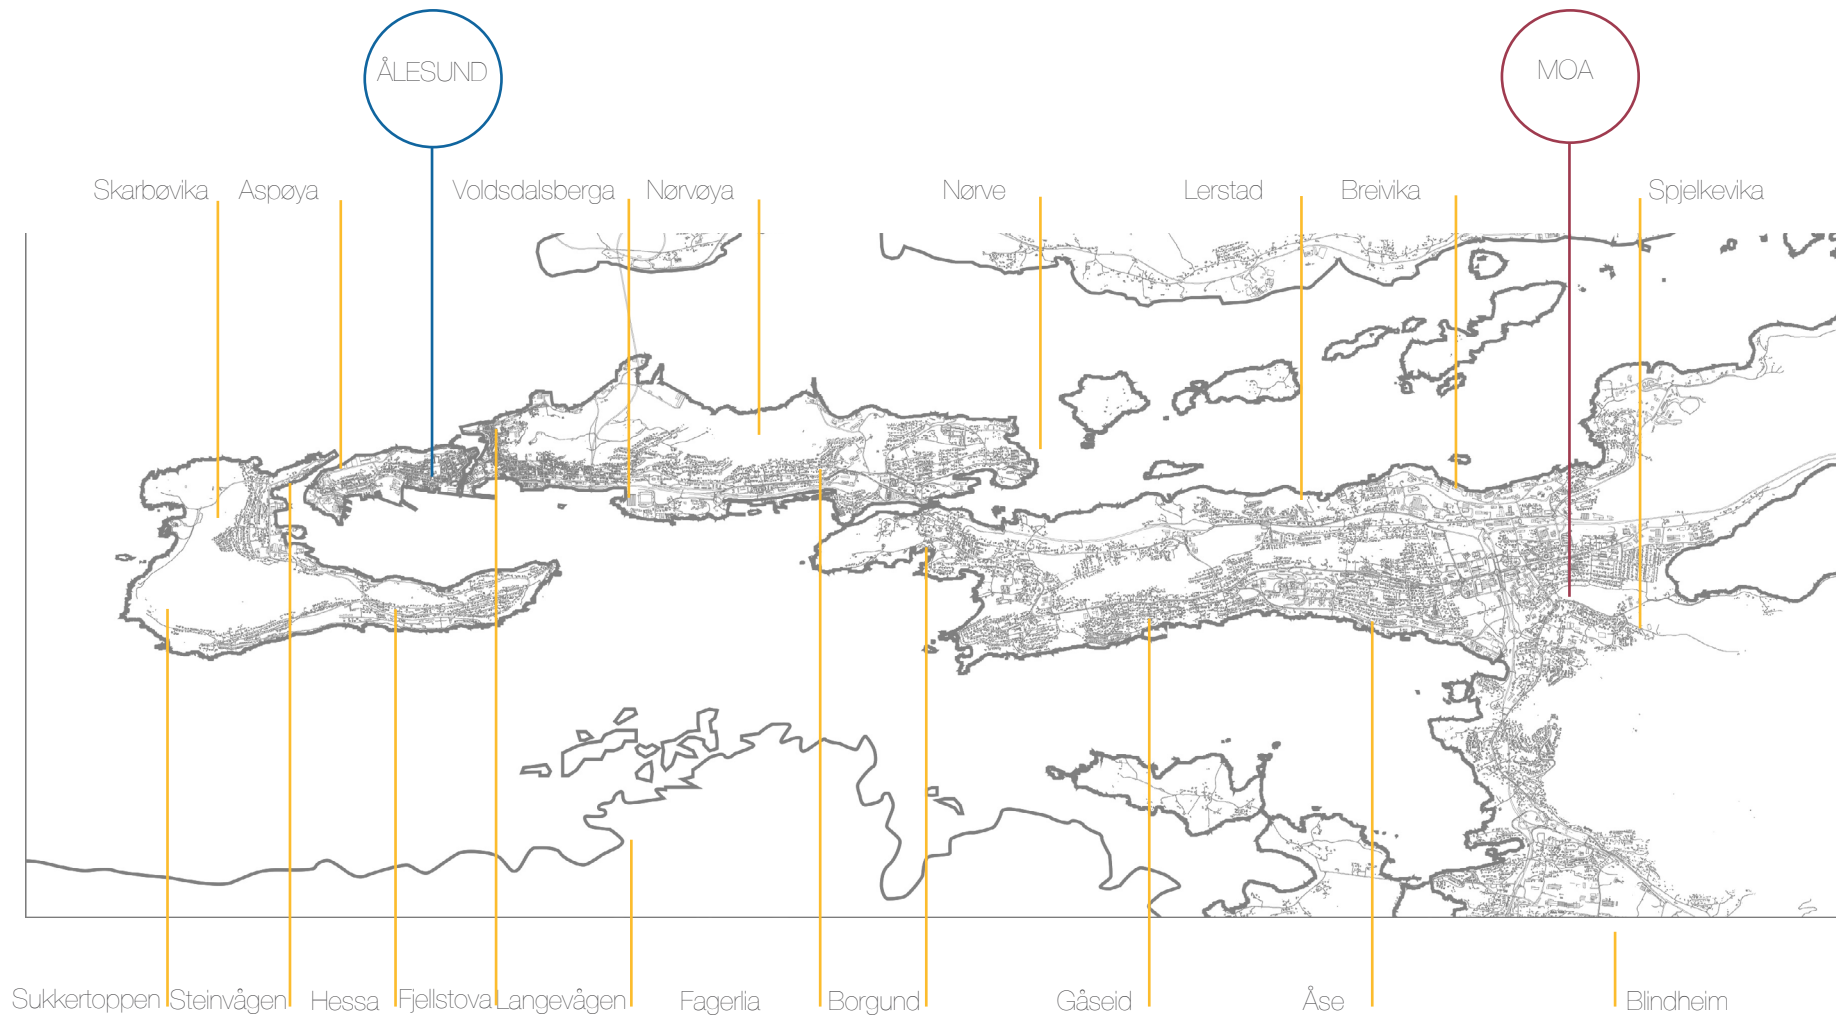 ÅLESUND
MOA
Skarbøvika
Aspøya
Voldsdalsberga
Nørvøya
Nørve
Lerstad
Breivika
Spjelkevika
Sukkertoppen
Steinvågen
Hessa
Fjellstova
Langevågen
Fagerlia
Borgund
Gåseid
Åse
Blindheim